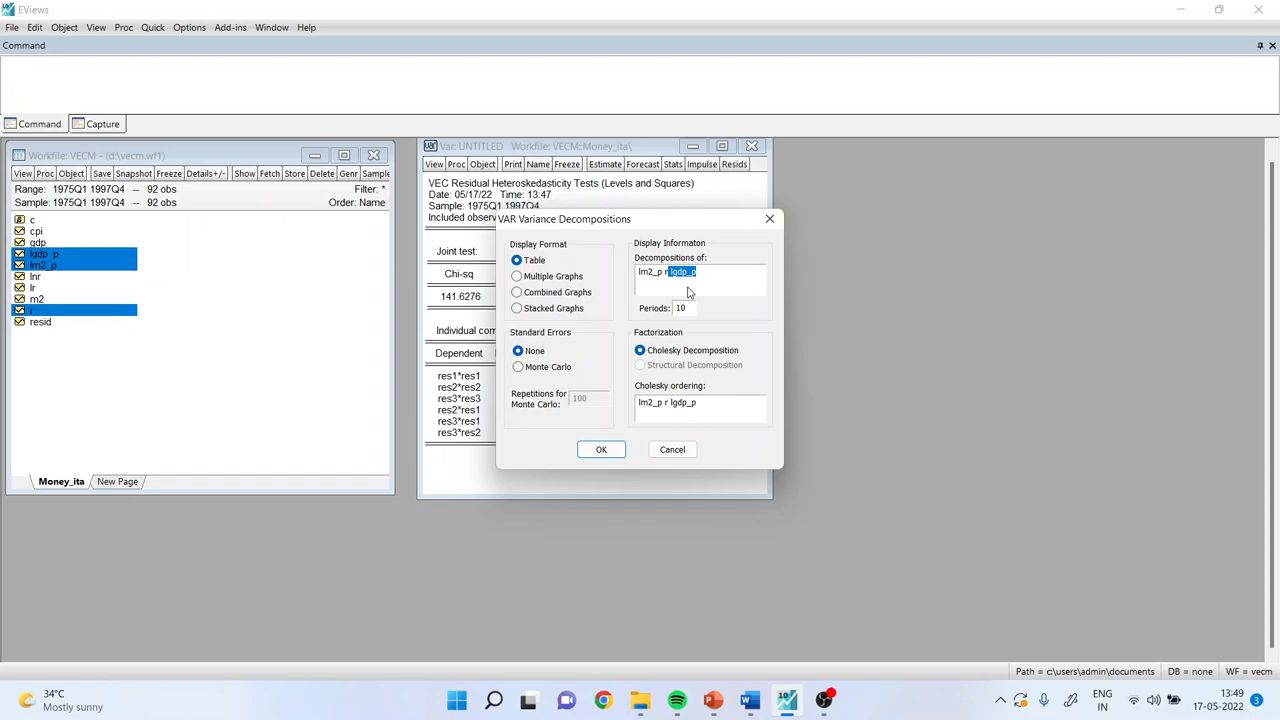 EViews
File Edit Object View Proc Quick Options Add-ins Window Help
Command
Command Capture
Workfile: VECM - (d:\vecm.wf1)
View Proc Object Save Snapshot Freeze Details+/- Show Fetch Store Delete Genr Sample
Range: 1975Q1 1997Q4 -- 92 obs Filter: *
Sample: 1975Q1 1997Q4 -- 92 obs Order: Name
c
cpi
gdp
lgdp_p
lm2_p
lnr
lr
m2
r
resid
Money_ita New Page
Var: UNTITLED Workfile: VECM::Money_ita\
View Proc Object Print Name Freeze Estimate Forecast Stats Impulse Resids
VEC Residual Heteroskedasticity Tests (Levels and Squares)
Date: 05/17/22 Time: 13:47
Sample: 1975Q1 1997Q4
Included observ
Joint test:
Chi-sq
141.6276
Individual com
Dependent
res1*res1
res2*res2
res3*res3
res2*res1
res3*res1
res3*res2
VAR Variance Decompositions
Display Format
Table
Multiple Graphs
Combined Graphs
Stacked Graphs
Standard Errors
None
Monte Carlo
Repetitions for
Monte Carlo: 100
Display Informaton
Decompositions of:
lm2_p r lgdp_p
Periods: 10
Factorization
Cholesky Decomposition
Structural Decomposition
Cholesky ordering:
lm2_p r lgdp_p
OK Cancel
Path = c:\users\admin\documents DB = none WF = vecm
34°C
Mostly sunny
10
ENG
IN
13:49
17-05-2022
3